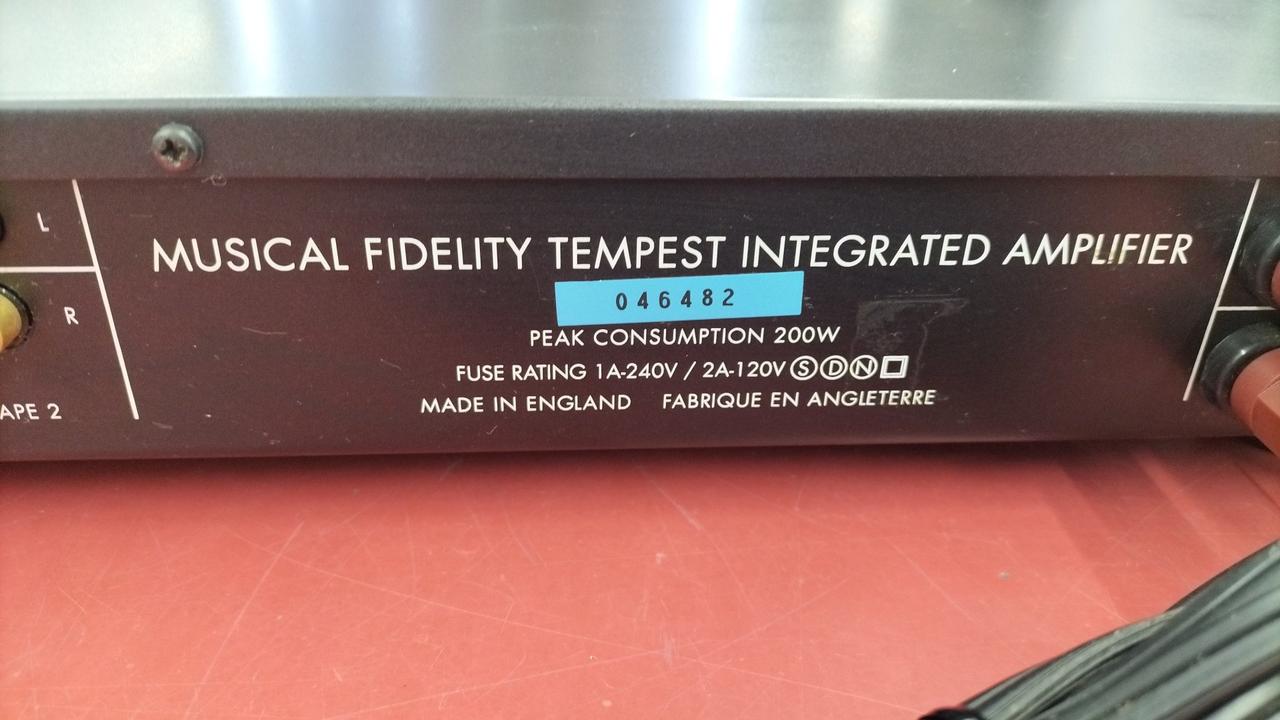 L
R
APE 2
MUSICAL FIDELITY TEMPEST INTEGRATED AMPLIFIER
046482
PEAK CONSUMPTION 200W
FUSE RATING 1A-240V / 2A-120V Ⓢ Ⓓ Ⓝ
MADE IN ENGLAND FABRIQUE EN ANGLETERRE